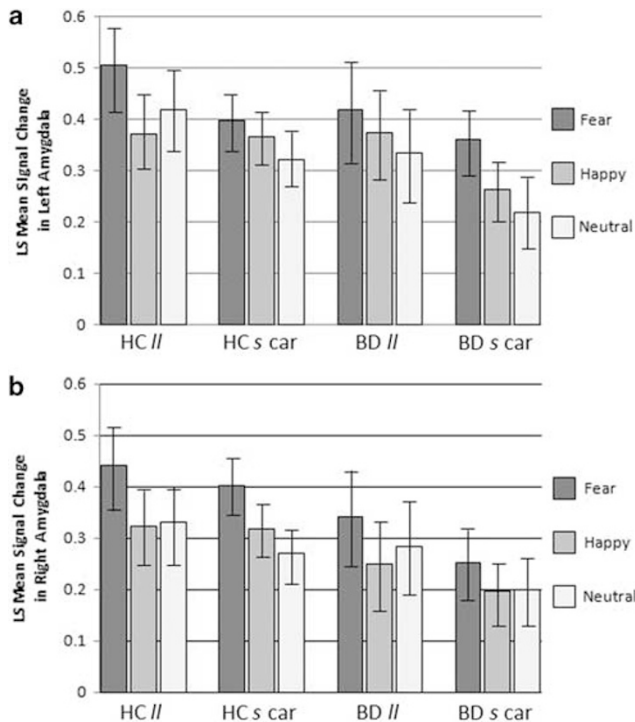 a
LS Mean Signal Change
in Left Amygdala
0.6
0.5
0.4
0.3
0.2
0.1
0
HC ll
HC s car
BD ll
BD s car
Fear
Happy
Neutral
b
LS Mean Signal Change
in Right Amygdala
0.6
0.5
0.4
0.3
0.2
0.1
0
HC ll
HC s car
BD ll
BD s car
Fear
Happy
Neutral